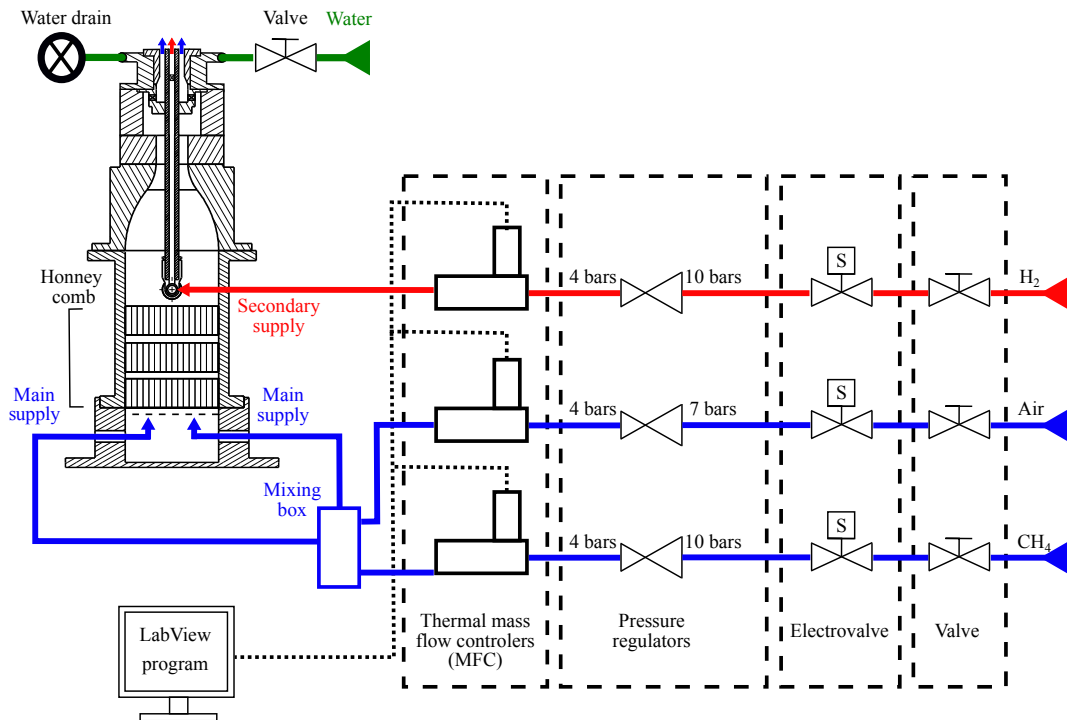 Water drain
Valve
Water
Honney
comb
Secondary
supply
4 bars
10 bars
S
H₂
Main
supply
Main
supply
4 bars
7 bars
S
Air
Mixing
box
4 bars
10 bars
S
CH₄
LabView
program
Thermal mass
flow controlers
(MFC)
Pressure
regulators
Electrovalve
Valve